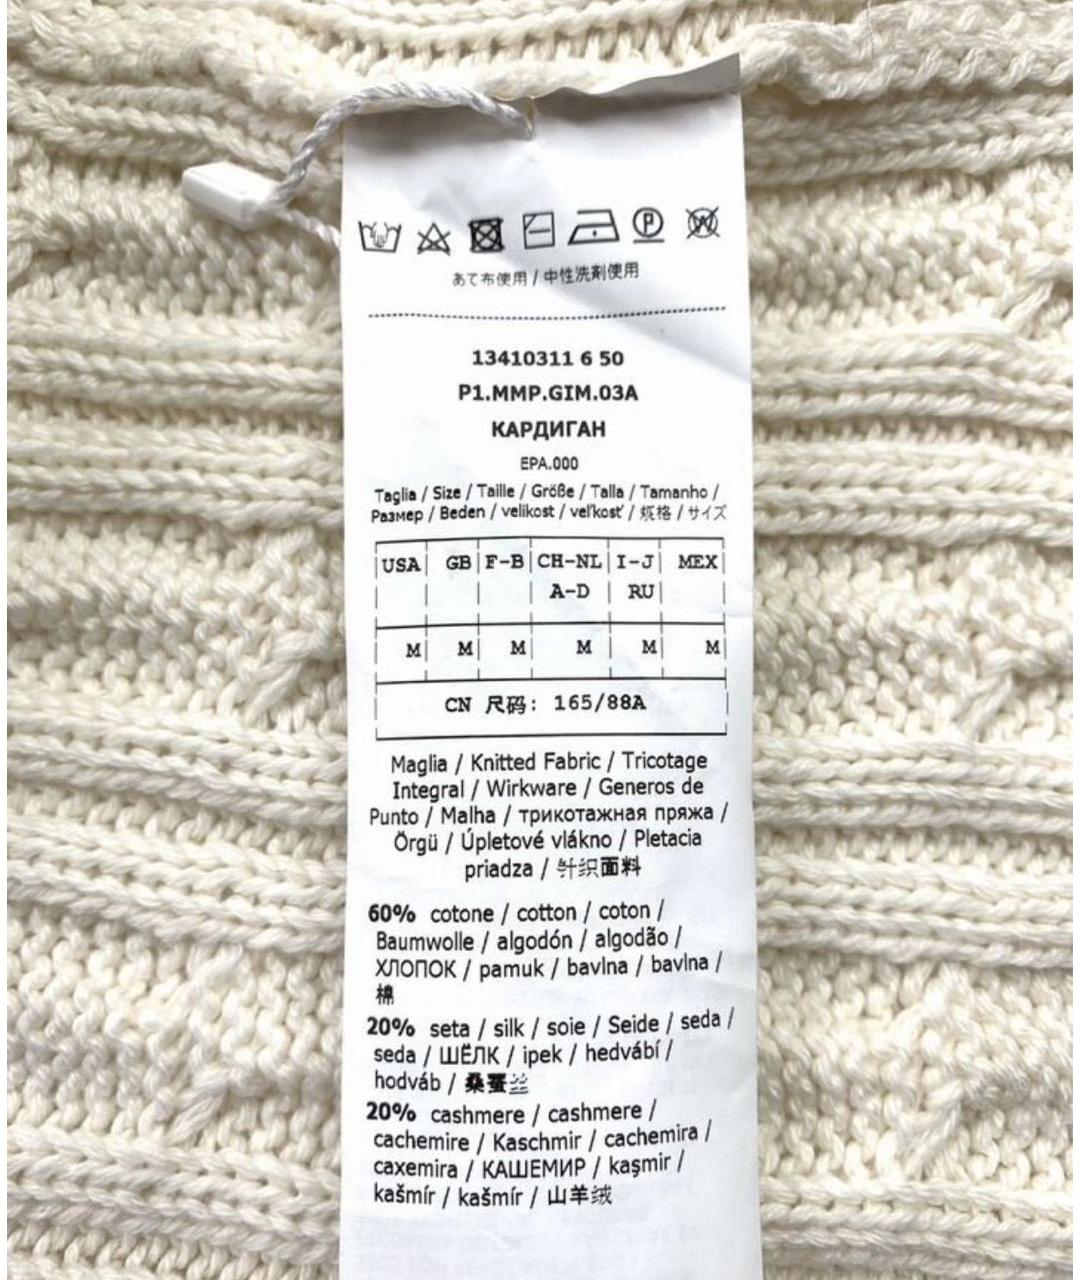 あて布使用 / 中性洗剤使用
13410311 6 50
P1.MMP.GIM.03A
КАРДИГАН
EPA.000
Taglia / Size / Taille / Größe / Talla / Tamanho /
Размер / Beden / velikost / veľkosť / 规格 / サイズ
USA GB F-B CH-NL I-J MEX
A-D RU
M M M M M M
CN 尺码: 165/88A
Maglia / Knitted Fabric / Tricotage
Integral / Wirkware / Generos de
Punto / Malha / трикотажная пряжа /
Örgü / Úpletové vlákno / Pletacia
priadza / 针织面料
60% cotone / cotton / coton /
Baumwolle / algodón / algodão /
ХЛОПОК / pamuk / bavlna / bavlna /
棉
20% seta / silk / soie / Seide / seda /
seda / ШЁЛК / ipek / hedvábí /
hodváb / 桑蚕丝
20% cashmere / cashmere /
cachemire / Kaschmir / cachemira /
caxemira / КАШЕМИР / kaşmir /
kašmír / kašmír / 山羊绒